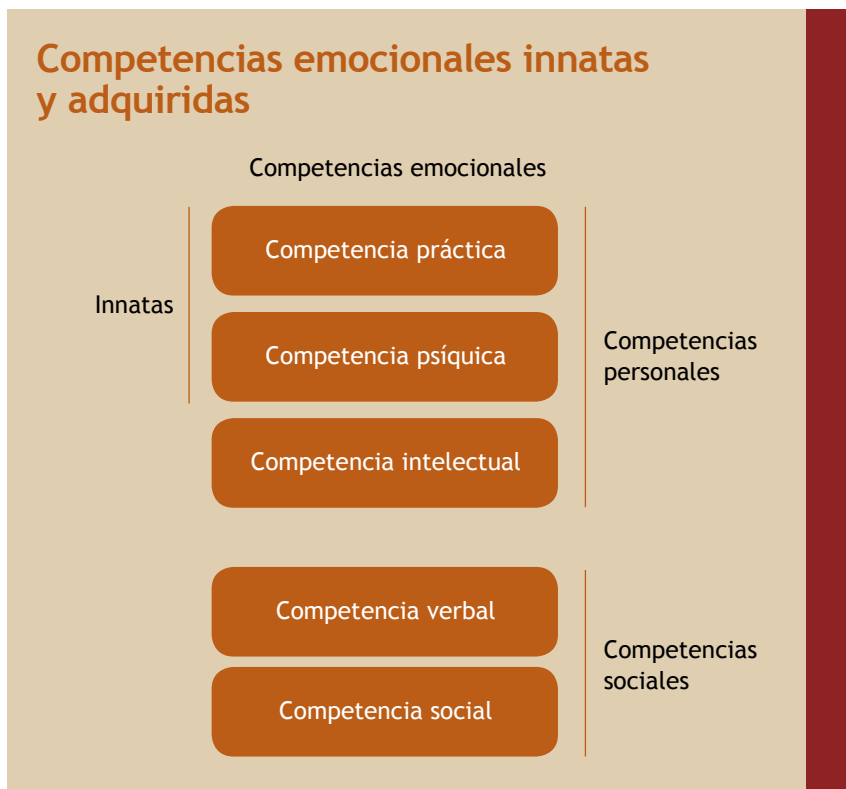 Competencias emocionales innatas
y adquiridas
Competencias emocionales
Competencia práctica
Innatas
Competencia psíquica
Competencias
personales
Competencia intelectual
Competencia verbal
Competencias
sociales
Competencia social